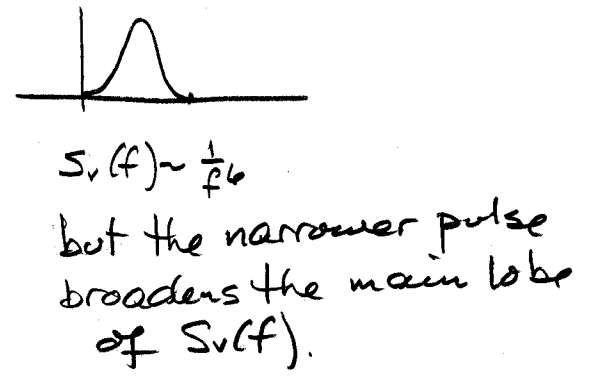 Sᵥ(f) ~ 1/f⁶
but the narrower pulse
broadens the main lobe
of Sᵥ(f).